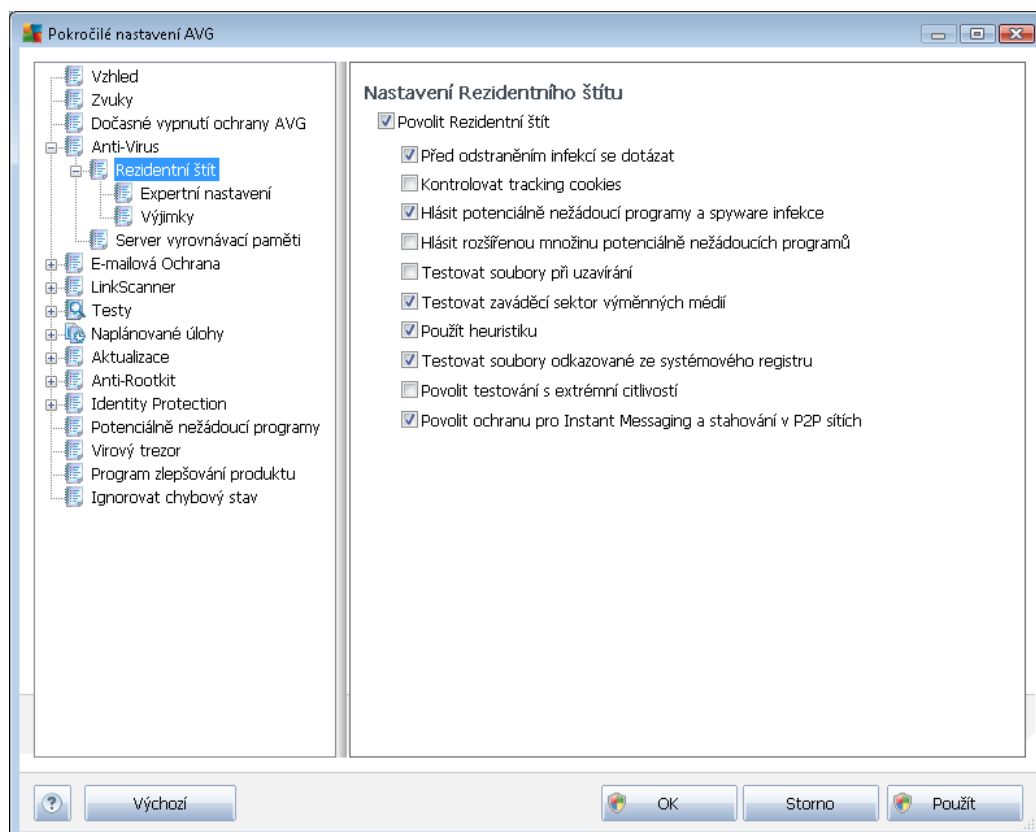 Pokročilé nastavení AVG
Vzhled
Zvuky
Dočasné vypnutí ochrany AVG
Anti-Virus
Rezidentní štít
Expertní nastavení
Výjimky
Server vyrovnávací paměti
E-mailová Ochrana
LinkScanner
Testy
Naplánované úlohy
Aktualizace
Anti-Rootkit
Identity Protection
Potenciálně nežádoucí programy
Virový trezor
Program zlepšování produktu
Ignorovat chybový stav
Nastavení Rezidentního štítu
Povolit Rezidentní štít
Před odstraněním infekcí se dotázat
Kontrolovat tracking cookies
Hlásit potenciálně nežádoucí programy a spyware infekce
Hlásit rozšířenou množinu potenciálně nežádoucích programů
Testovat soubory při uzavírání
Testovat zaváděcí sektor výměnných médií
Použít heuristiku
Testovat soubory odkazované ze systémového registru
Povolit testování s extrémní citlivostí
Povolit ochranu pro Instant Messaging a stahování v P2P sítích
? Výchozí OK Storno Použít